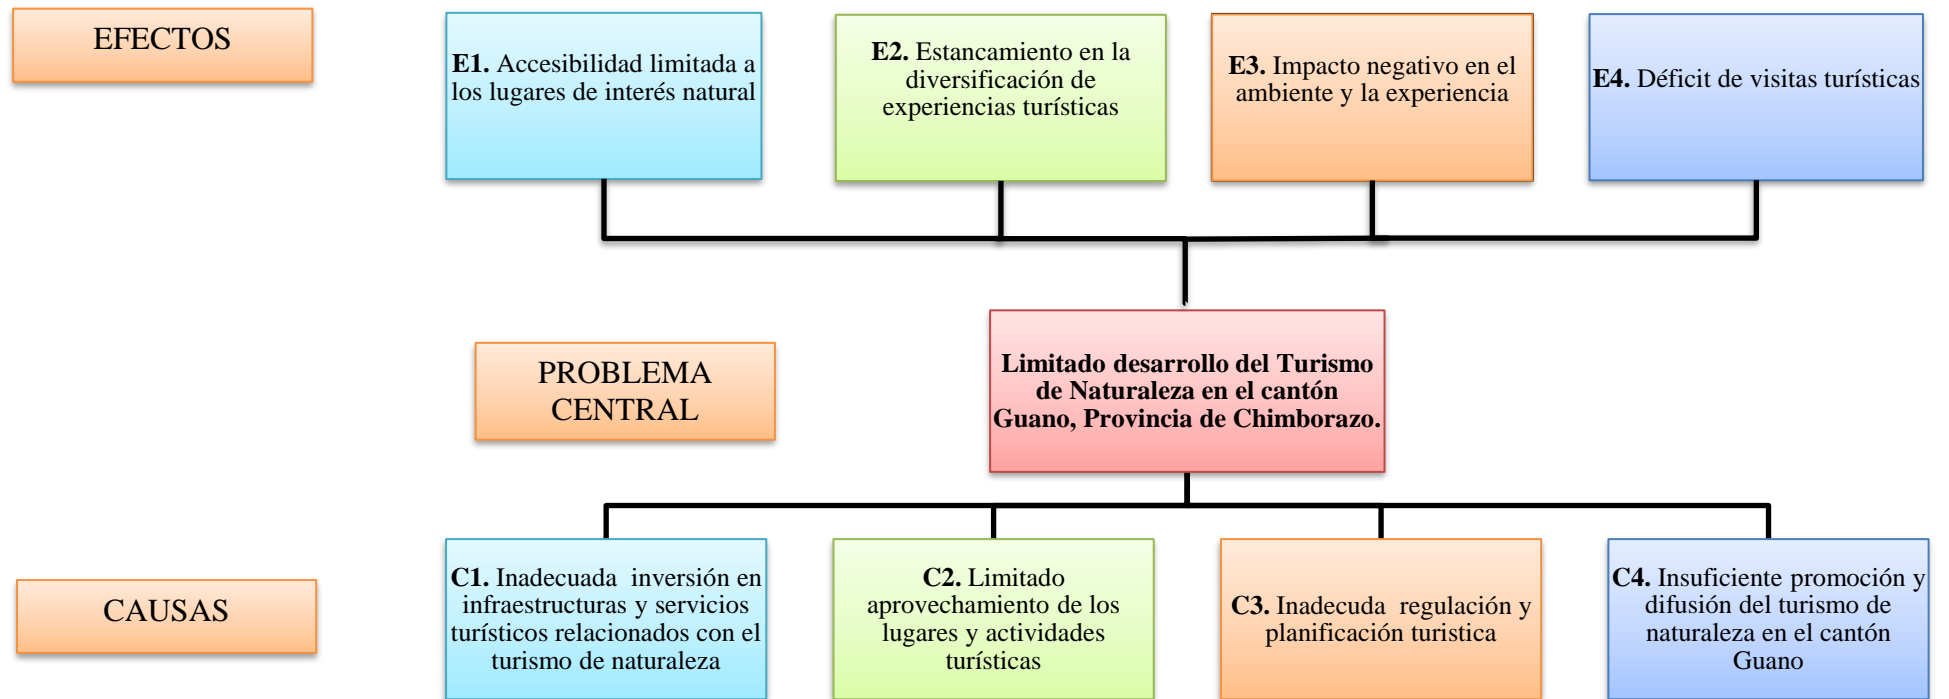 EFECTOS
E1. Accesibilidad limitada a
los lugares de interés natural
E2. Estancamiento en la
diversificación de
experiencias turísticas
E3. Impacto negativo en el
ambiente y la experiencia
E4. Déficit de visitas turísticas
PROBLEMA
CENTRAL
Limitado desarrollo del Turismo
de Naturaleza en el cantón
Guano, Provincia de Chimborazo.
CAUSAS
C1. Inadecuada inversión en
infraestructuras y servicios
turísticos relacionados con el
turismo de naturaleza
C2. Limitado
aprovechamiento de los
lugares y actividades
turísticas
C3. Inadecuda regulación y
planificación turistica
C4. Insuficiente promoción y
difusión del turismo de
naturaleza en el cantón
Guano